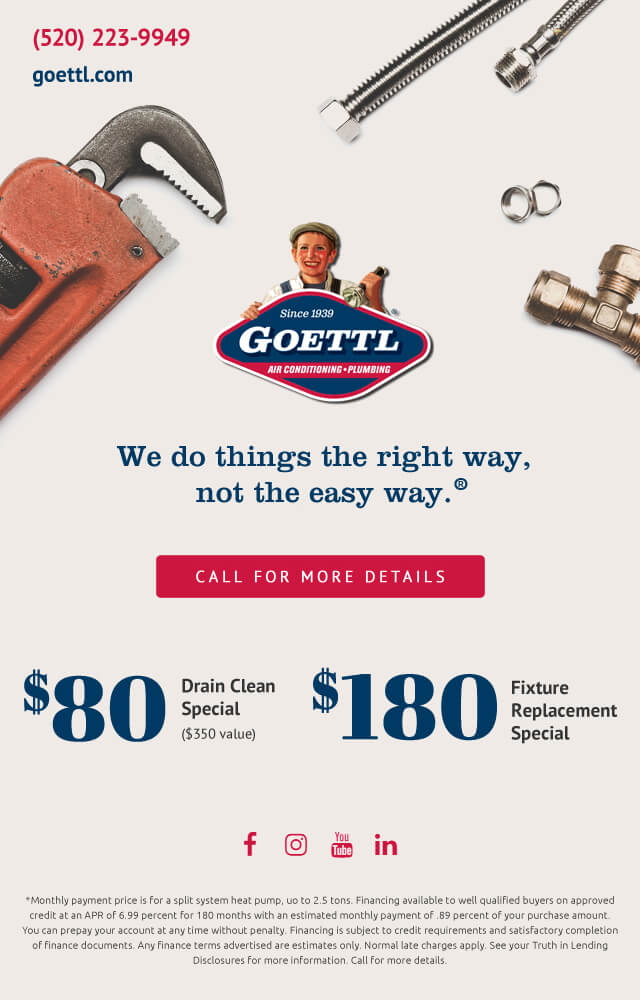 (520) 223-9949
goettl.com
Since 1939
GOETTL
AIR CONDITIONING • PLUMBING
®
We do things the right way,
not the easy way.®
CALL FOR MORE DETAILS
$80
Drain Clean
Special
($350 value)
$180
Fixture
Replacement
Special
f
You
Tube
in
*Monthly payment price is for a split system heat pump, uo to 2.5 tons. Financing available to well qualified buyers on approved
credit at an APR of 6.99 percent for 180 months with an estimated monthly payment of .89 percent of your purchase amount.
You can prepay your account at any time without penalty. Financing is subject to credit requirements and satisfactory completion
of finance documents. Any finance terms advertised are estimates only. Normal late charges apply. See your Truth in Lending
Disclosures for more information. Call for more details.